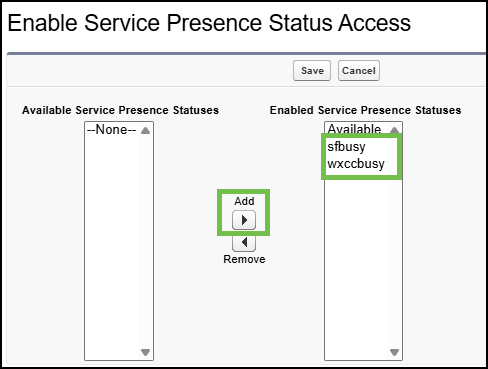 Enable Service Presence Status Access
Save Cancel
Available Service Presence Statuses
Enabled Service Presence Statuses
--None--
Available
sfbusy
wxccbusy
Add
Remove